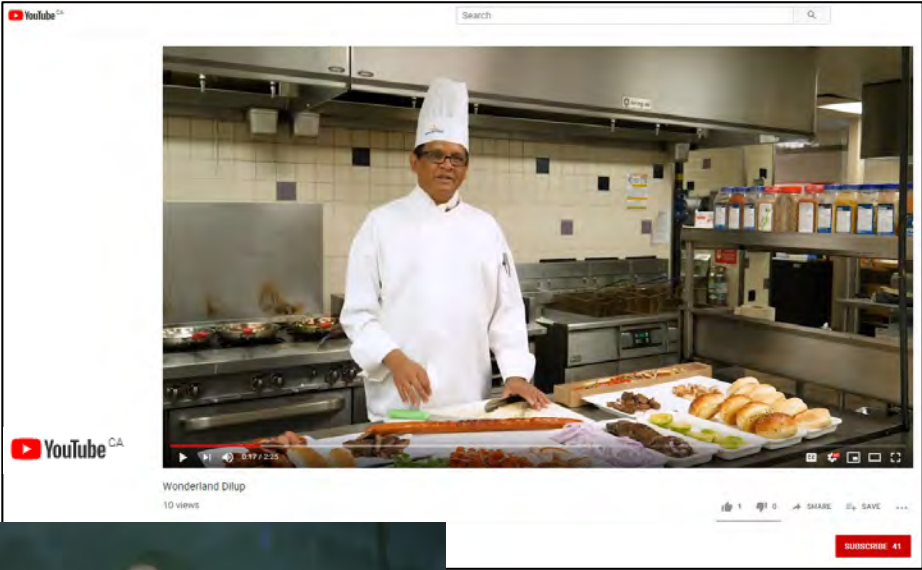 YouTube CA
Search
0:17 / 2:25
YouTube CA
Wonderland Dilup
10 views
1 0 SHARE SAVE
SUBSCRIBE 41